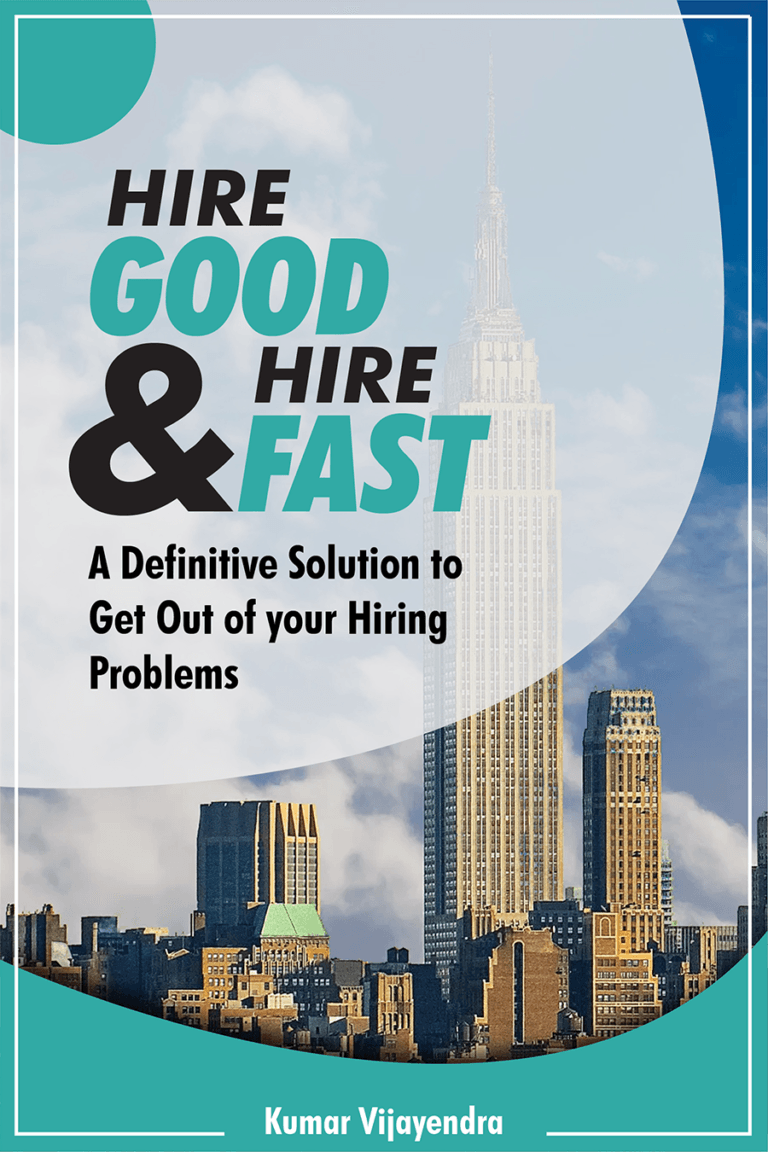 HIRE
GOOD
& HIRE
FAST
A Definitive Solution to
Get Out of your Hiring
Problems
Kumar Vijayendra